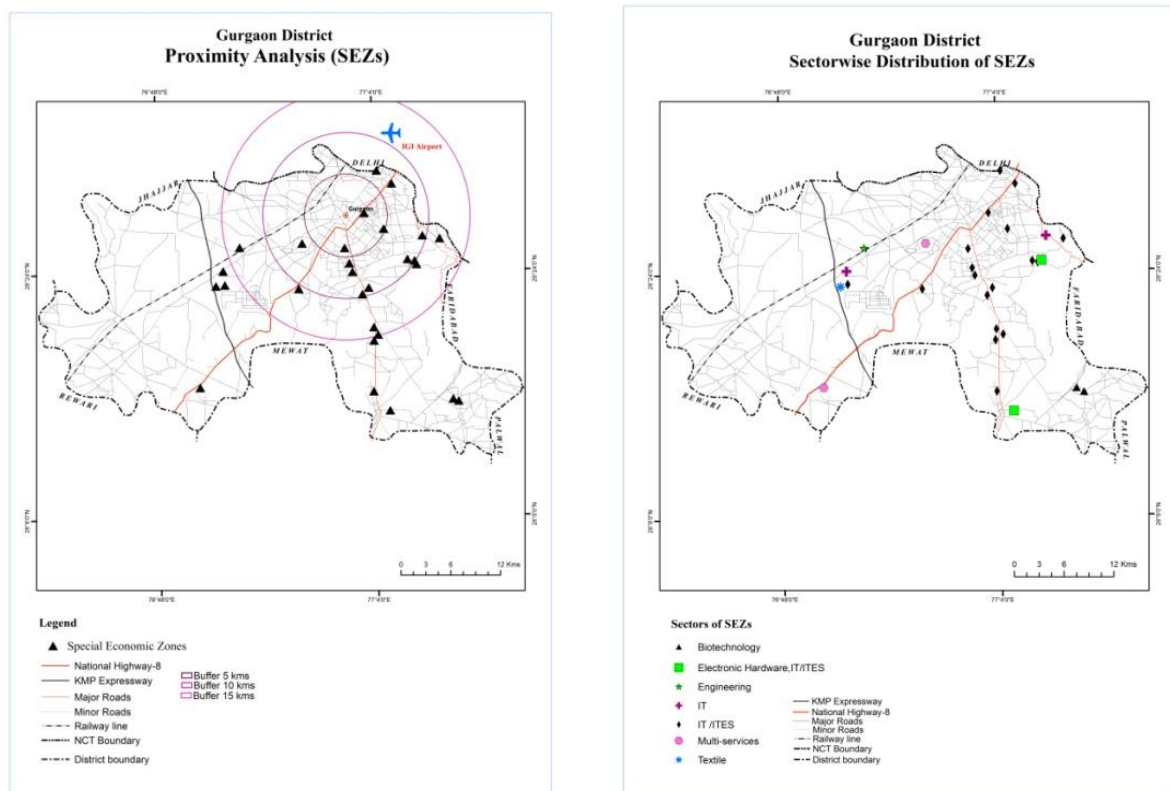 Gurgaon District
Proximity Analysis (SEZs)
76°48'0"E
77°4'0"E
IGI Airport
DELHI
JHAJJAR
Gurgaon
FARIDABAD
MEWAT
REWARI
PALWAL
0 3 6 12 Kms
76°48'0"E
77°4'0"E
Legend
Special Economic Zones
National Highway-8
KMP Expressway
Major Roads
Minor Roads
Railway line
NCT Boundary
District boundary
Buffer 5 kms
Buffer 10 kms
Buffer 15 kms
Gurgaon District
Sectorwise Distribution of SEZs
76°48'0"E
77°4'0"E
DELHI
JHAJJAR
FARIDABAD
MEWAT
REWARI
PALWAL
0 3 6 12 Kms
76°48'0"E
77°4'0"E
Sectors of SEZs
Biotechnology
Electronic Hardware,IT/ITES
Engineering
IT
IT /ITES
Multi-services
Textile
KMP Expressway
National Highway-8
Major Roads
Minor Roads
Railway line
NCT Boundary
District boundary